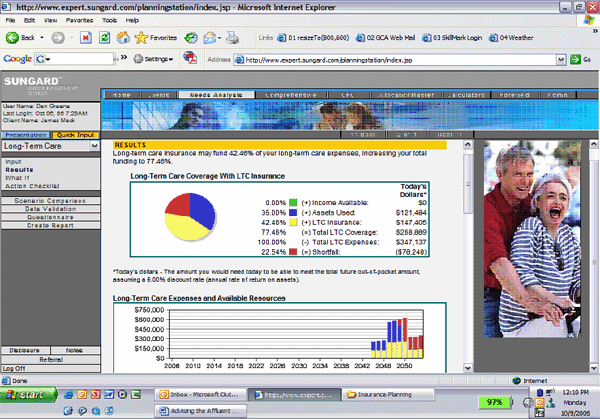 http://www.expert.sungard.com/planningstation/index.jsp - Microsoft Internet Explorer
File Edit View Favorites Tools Help
Back Search Favorites
Links D1 resizeTo(800,600) 02 GCA Web Mail 03 SkillMark Login 04 Weather
Google G Settings
Address http://www.expert.sungard.com/planningstation/index.jsp Go
SUNGARD
User Name: Dan Greene
Last Login: Oct 06, 06 7:29AM
Client Name: James Mack
Home Clients Needs Analysis Comprehensive CFC AllocationMaster Calculators Forefield Admin
Presentation Quick Input
Long-Term Care
Input
Results
What If
Action Checklist
Scenario Comparison
Data Validation
Questionnaire
Create Report
Disclosure Notes
Referral
Log Off
RESULTS
Long-term care insurance may fund 42.46% of your long-term care expenses, increasing your total
funding to 77.46%.
Long-Term Care Coverage With LTC Insurance
Today's
Dollars*
0.00% (+) Income Available: $0
35.00% (+) Assets Used: $121,484
42.46% (+) LTC Insurance: $147,405
77.46% (=) Total LTC Coverage: $268,889
100.00% (-) Total LTC Expenses: $347,137
22.54% (=) Shortfall: ($78,248)
*Today's dollars - The amount you would need today to be able to meet the total future out-of-pocket amount,
assuming a 6.00% discount rate (annual rate of return on assets).
Long-Term Care Expenses and Available Resources
$750,000
$600,000
$450,000
$300,000
$150,000
$0
2006 2010 2014 2018 2022 2026 2030 2034 2038 2042 2046 2050
Done Internet
start Inbox - Microsoft Out... https://www.expert.c... Insurance Planning
Advising the Affluent
97%
12:10 PM
Monday
10/9/2006